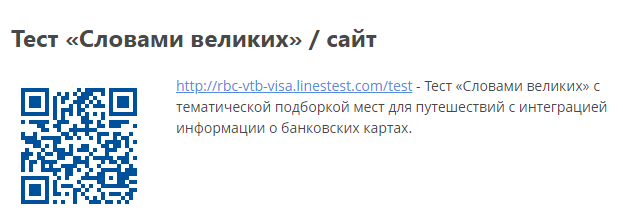 Тест «Словами великих» / сайт
http://rbc-vtb-visa.linestest.com/test - Тест «Словами великих» с
тематической подборкой мест для путешествий с интеграцией
информации о банковских картах.